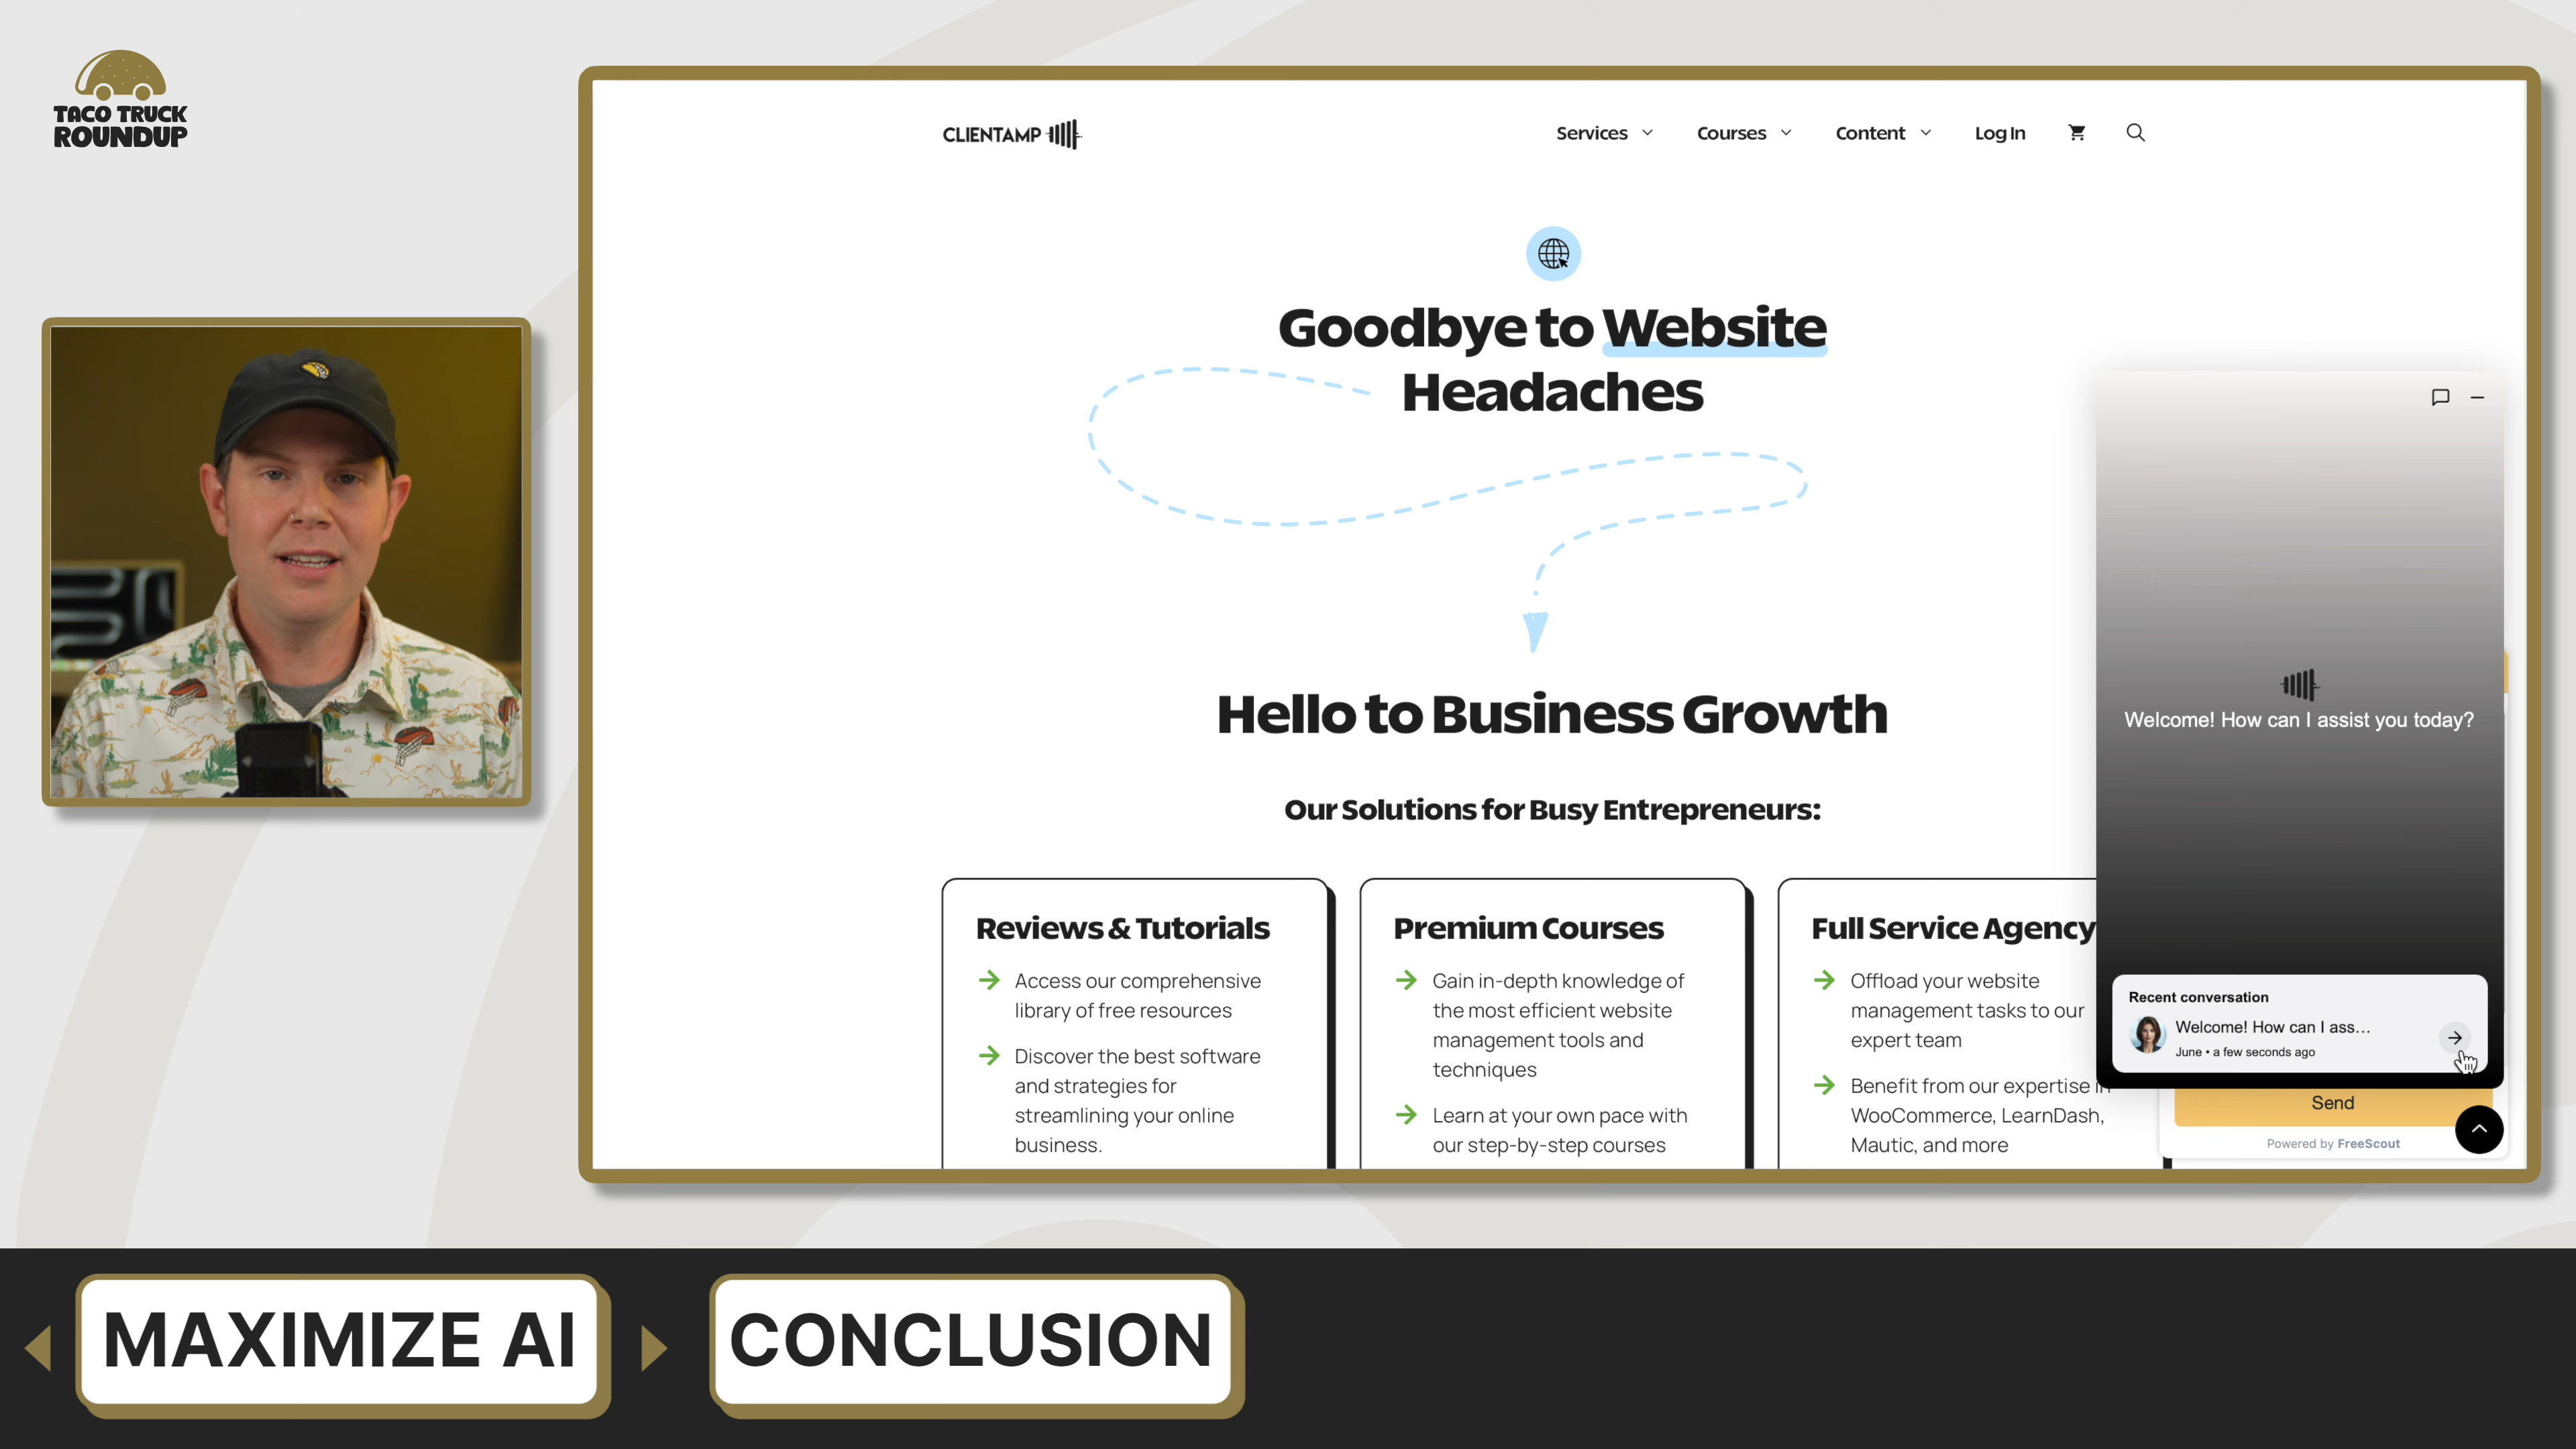 TACO TRUCK
ROUNDUP
CLIENTAMP
Services
Courses
Content
Log In
Goodbye to Website
Headaches
Hello to Business Growth
Our Solutions for Busy Entrepreneurs:
Reviews & Tutorials
Access our comprehensive
library of free resources
Discover the best software
and strategies for
streamlining your online
business.
Premium Courses
Gain in-depth knowledge of
the most efficient website
management tools and
techniques
Learn at your own pace with
our step-by-step courses
Full Service Agency
Offload your website
management tasks to our
expert team
Benefit from our expertise in
WooCommerce, LearnDash,
Mautic, and more
Welcome! How can I assist you today?
Recent conversation
Welcome! How can I ass...
June • a few seconds ago
Send
Powered by FreeScout
MAXIMIZE AI
CONCLUSION